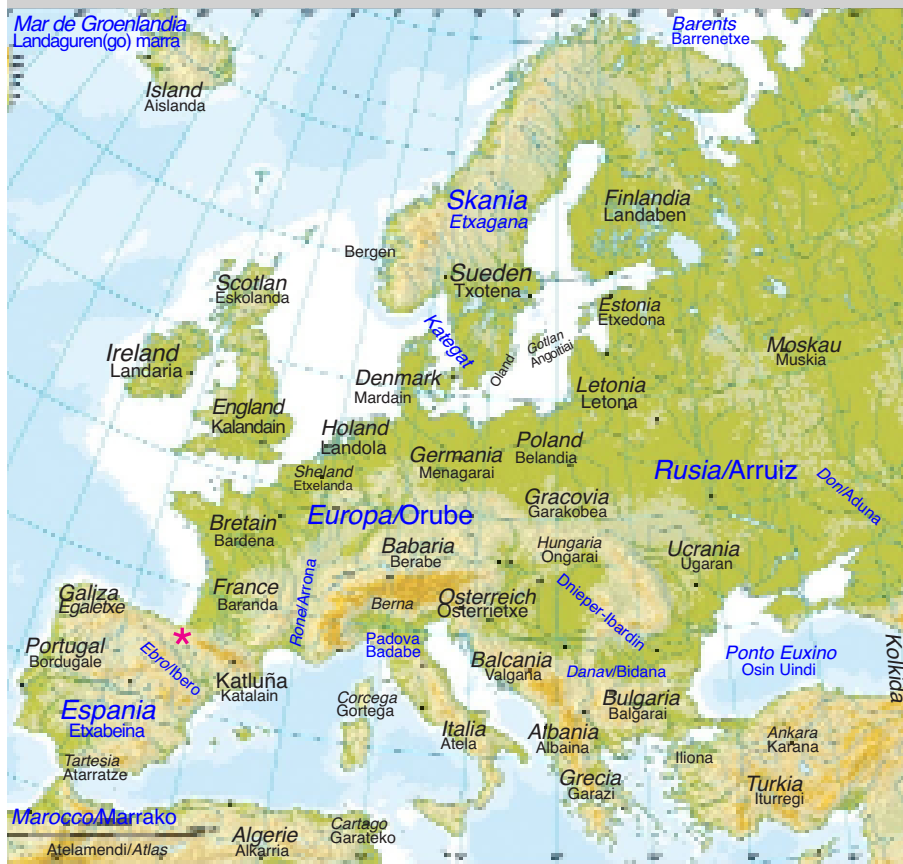 Mar de Groenlandia
Landaguren(go) marra
Barents
Barrenetxe
Island
Aislanda
Skania
Etxagana
Finlandia
Landaben
Bergen
Scotlan
Eskolanda
Sueden
Txotena
Estonia
Etxedona
Kategat
Gotlan
Angoitiai
Oland
Moskau
Muskia
Ireland
Landaria
Denmark
Mardain
Letonia
Letona
England
Kalandain
Holand
Landola
Germania
Menagarai
Poland
Belandia
Sheland
Etxelanda
Rusia/Arruiz
Don/Aduna
Gracovia
Garakobea
Europa/Orube
Bretain
Bardena
Babaria
Berabe
Hungaria
Ongarai
Ucrania
Ugaran
France
Baranda
Rone/Arrona
Berna
Osterreich
Osterrietxe
Dnieper-Ibardin
Galiza
Egaletxe
*
Portugal
Bordugale
Ebro/Ibero
Padova
Badabe
Katluña
Katalain
Balcania
Valgana
Danav/Bidana
Ponto Euxino
Osin Uindi
Kolkida
Espania
Etxabeina
Corcega
Gortega
Bulgaria
Balgarai
Italia
Atela
Albania
Albaina
Ankara
Karana
Iliona
Tartesia
Atarratze
Grecia
Garazi
Turkia
Iturregi
Marocco/Marrako
Cartago
Garateko
Algerie
Alkarria
Atelamendi/Atlas